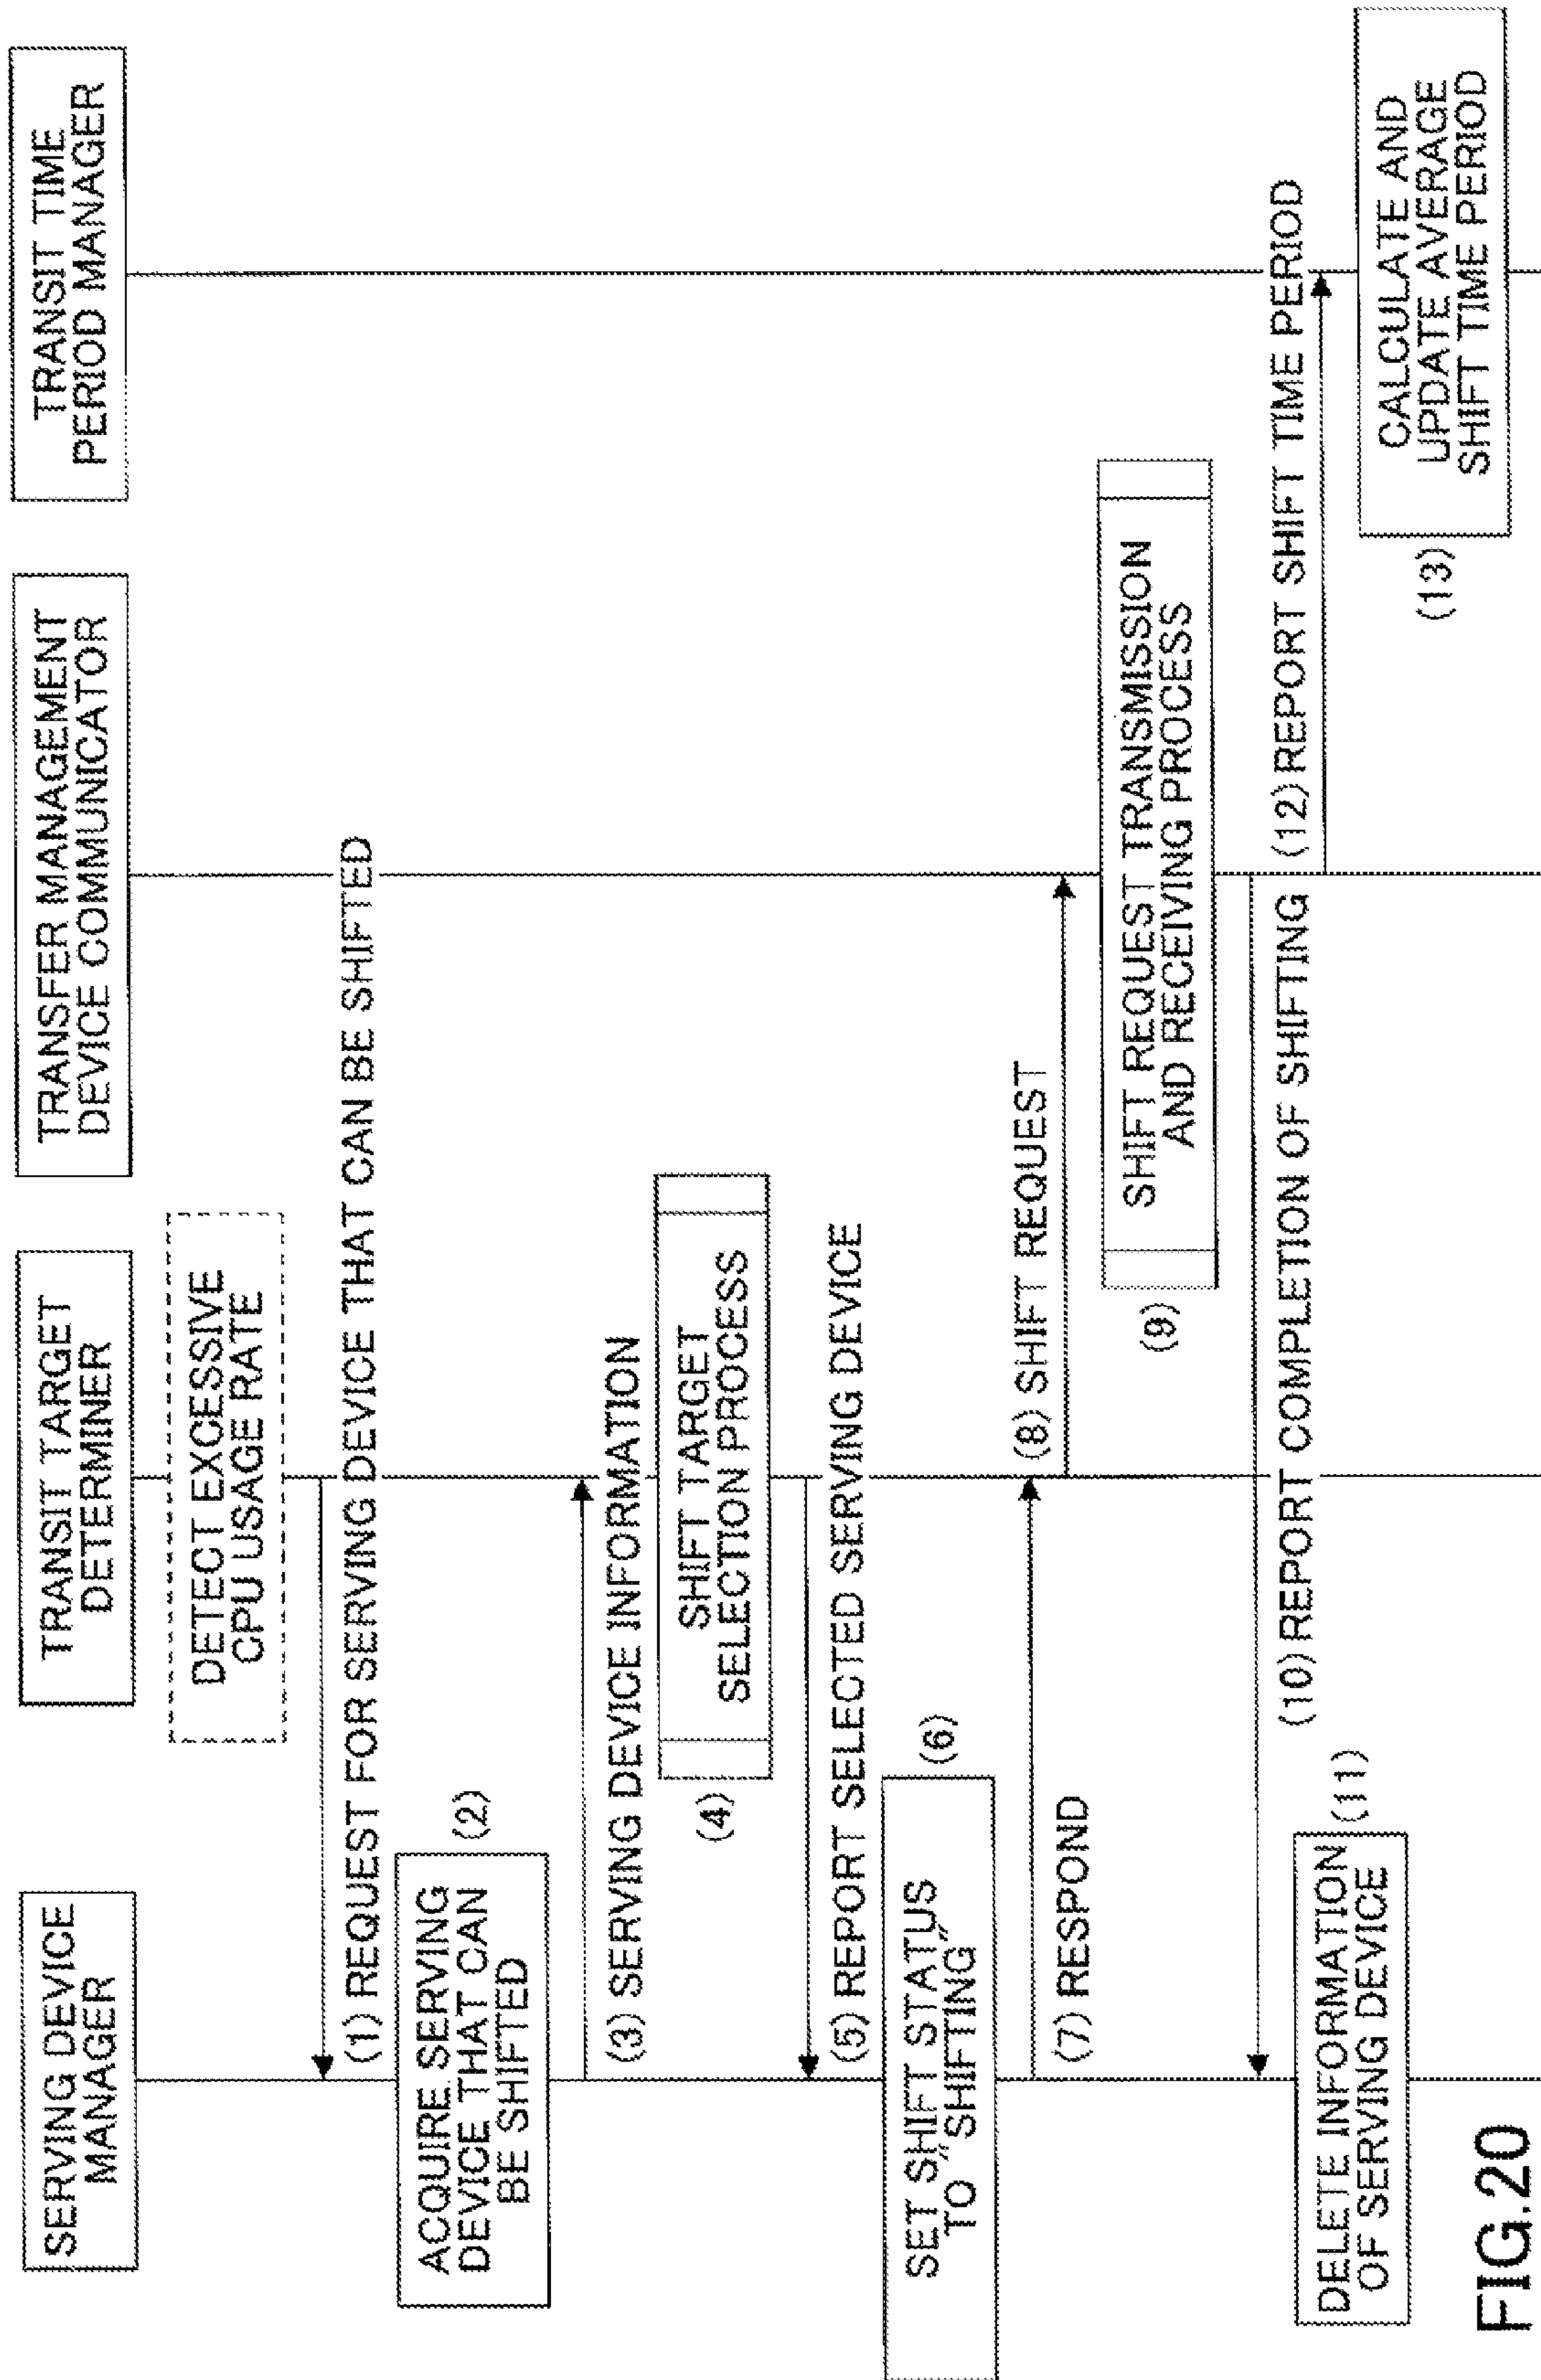 SERVING DEVICE
MANAGER
TRANSIT TARGET
DETERMINER
TRANSFER MANAGEMENT
DEVICE COMMUNICATOR
TRANSIT TIME
PERIOD MANAGER
DETECT EXCESSIVE
CPU USAGE RATE
(1) REQUEST FOR SERVING DEVICE THAT CAN BE SHIFTED
ACQUIRE SERVING
DEVICE THAT CAN
BE SHIFTED
(2)
(3) SERVING DEVICE INFORMATION
SHIFT TARGET
SELECTION PROCESS
(4)
(5) REPORT SELECTED SERVING DEVICE
SET SHIFT STATUS
TO "SHIFTING"
(6)
(7) RESPOND
(8) SHIFT REQUEST
SHIFT REQUEST TRANSMISSION
AND RECEIVING PROCESS
(9)
(10) REPORT COMPLETION OF SHIFTING
(12) REPORT SHIFT TIME PERIOD
DELETE INFORMATION
OF SERVING DEVICE
(11)
CALCULATE AND
UPDATE AVERAGE
SHIFT TIME PERIOD
(13)
FIG.20